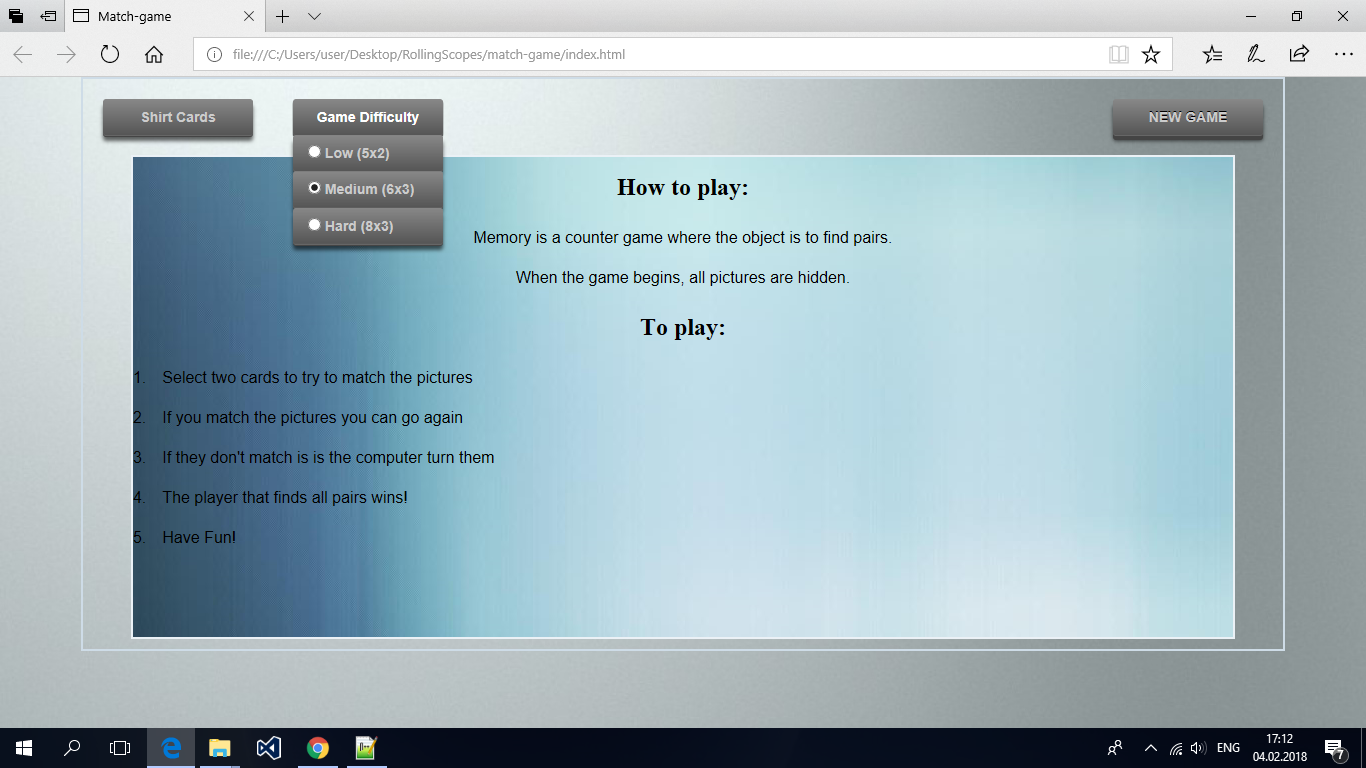 Match-game
file:///C:/Users/user/Desktop/RollingScopes/match-game/index.html
Shirt Cards
Game Difficulty
NEW GAME
Low (5x2)
Medium (6x3)
Hard (8x3)
How to play:
Memory is a counter game where the object is to find pairs.
When the game begins, all pictures are hidden.
To play:
1. Select two cards to try to match the pictures
2. If you match the pictures you can go again
3. If they don't match is is the computer turn them
4. The player that finds all pairs wins!
5. Have Fun!
ENG
17:12
04.02.2018
7